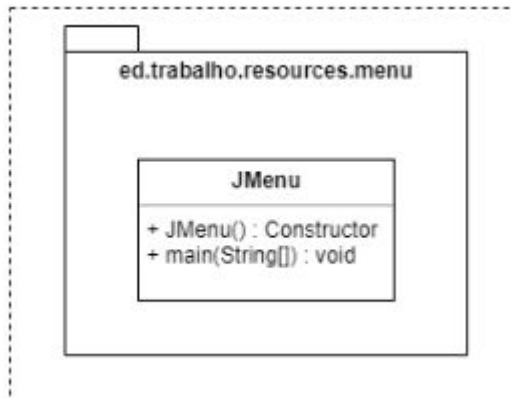 ed.trabalho.resources.menu
JMenu
+ JMenu() : Constructor
+ main(String[]) : void